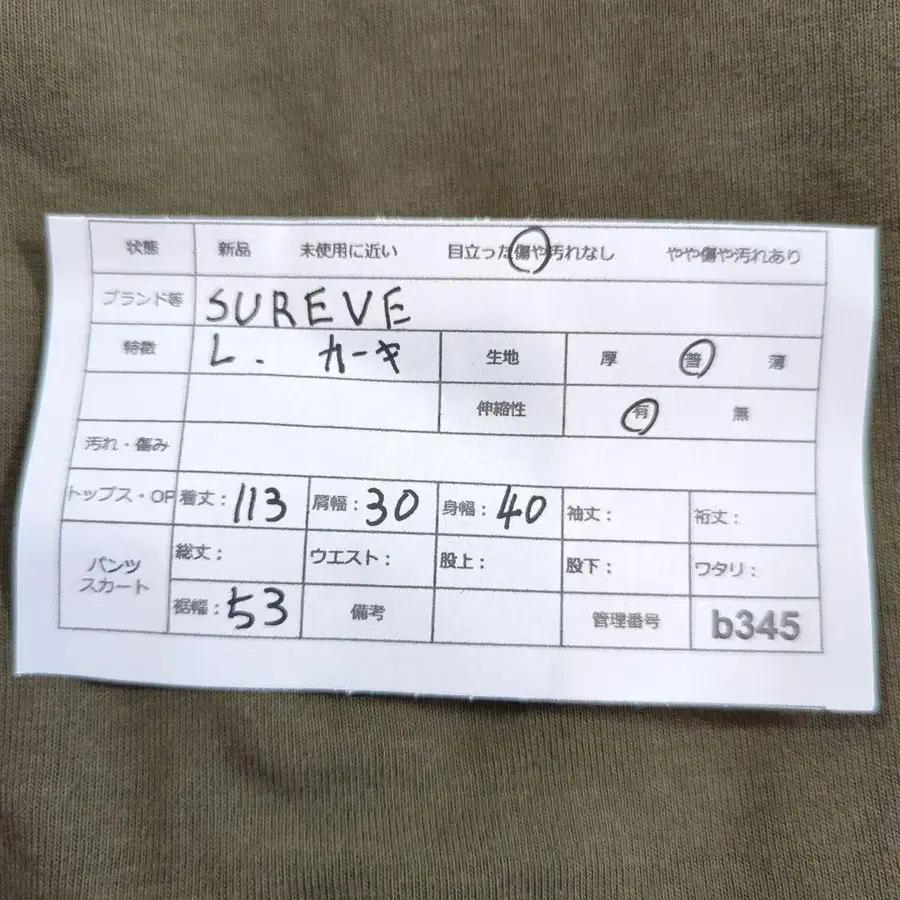 状態 新品 未使用に近い 目立った傷や汚れなし やや傷や汚れあり
ブランド等 SUREVE
特徴 L. カーキ 生地 厚 普 薄
伸縮性 有 無
汚れ・傷み
トップス・OP 着丈：113 肩幅：30 身幅：40 袖丈： 裄丈：
パンツ スカート 総丈： ウエスト： 股上： 股下： ワタリ：
裾幅：53 備考 管理番号 b345